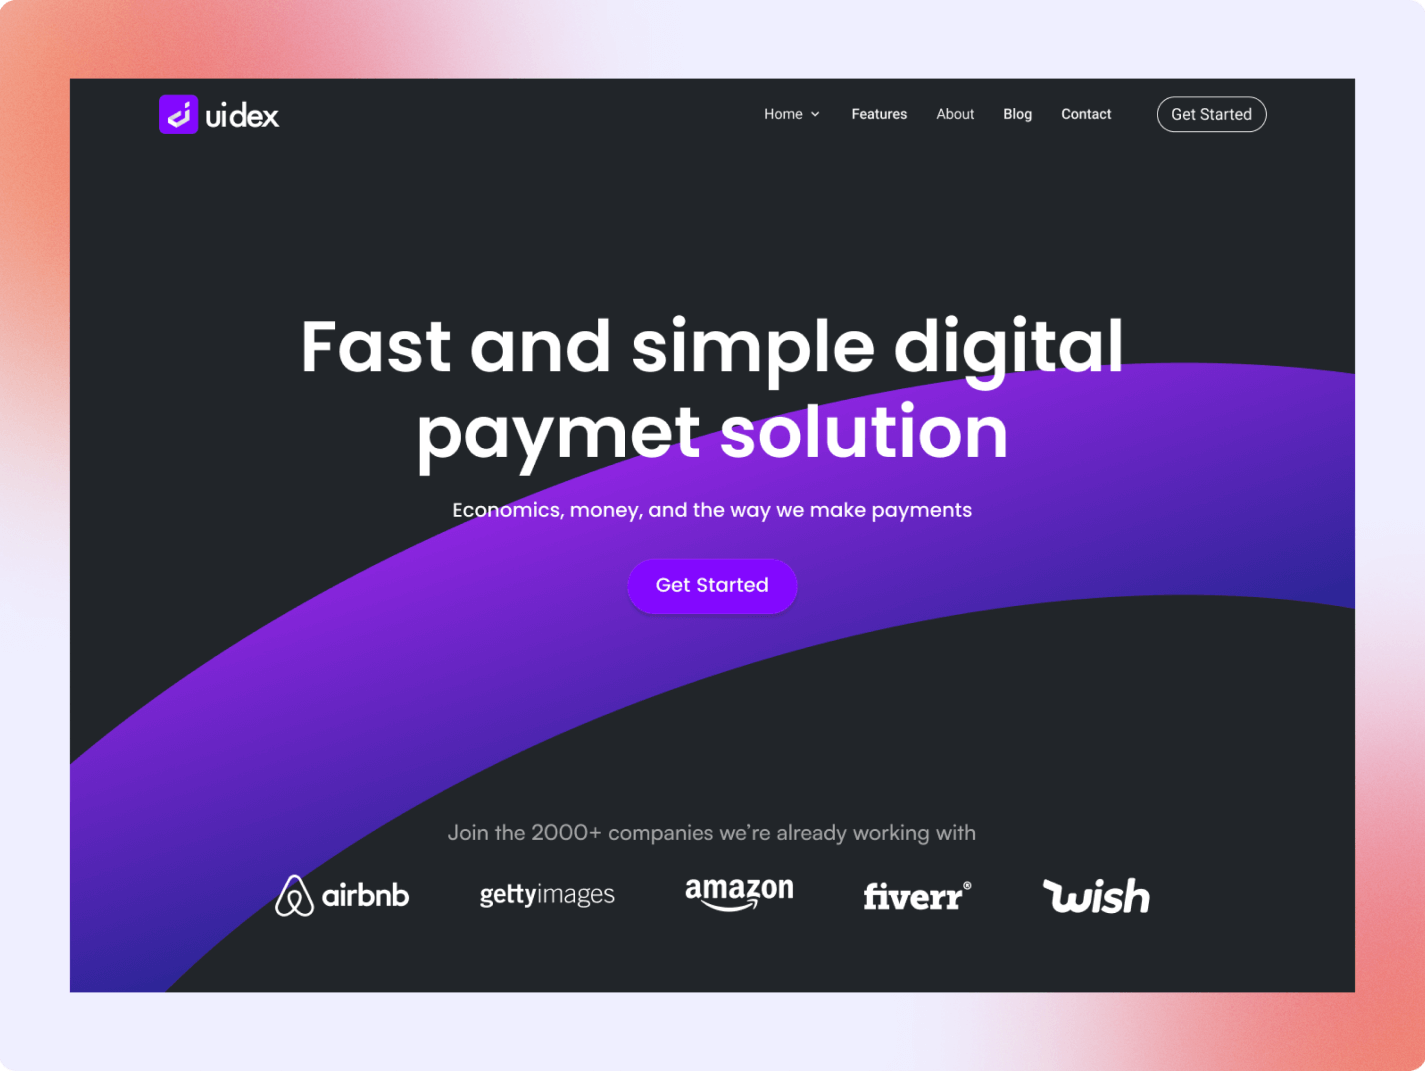 uidex
Home Features About Blog Contact Get Started
Fast and simple digital
paymet solution
Economics, money, and the way we make payments
Get Started
Join the 2000+ companies we’re already working with
airbnb gettyimages amazon fiverr® wish